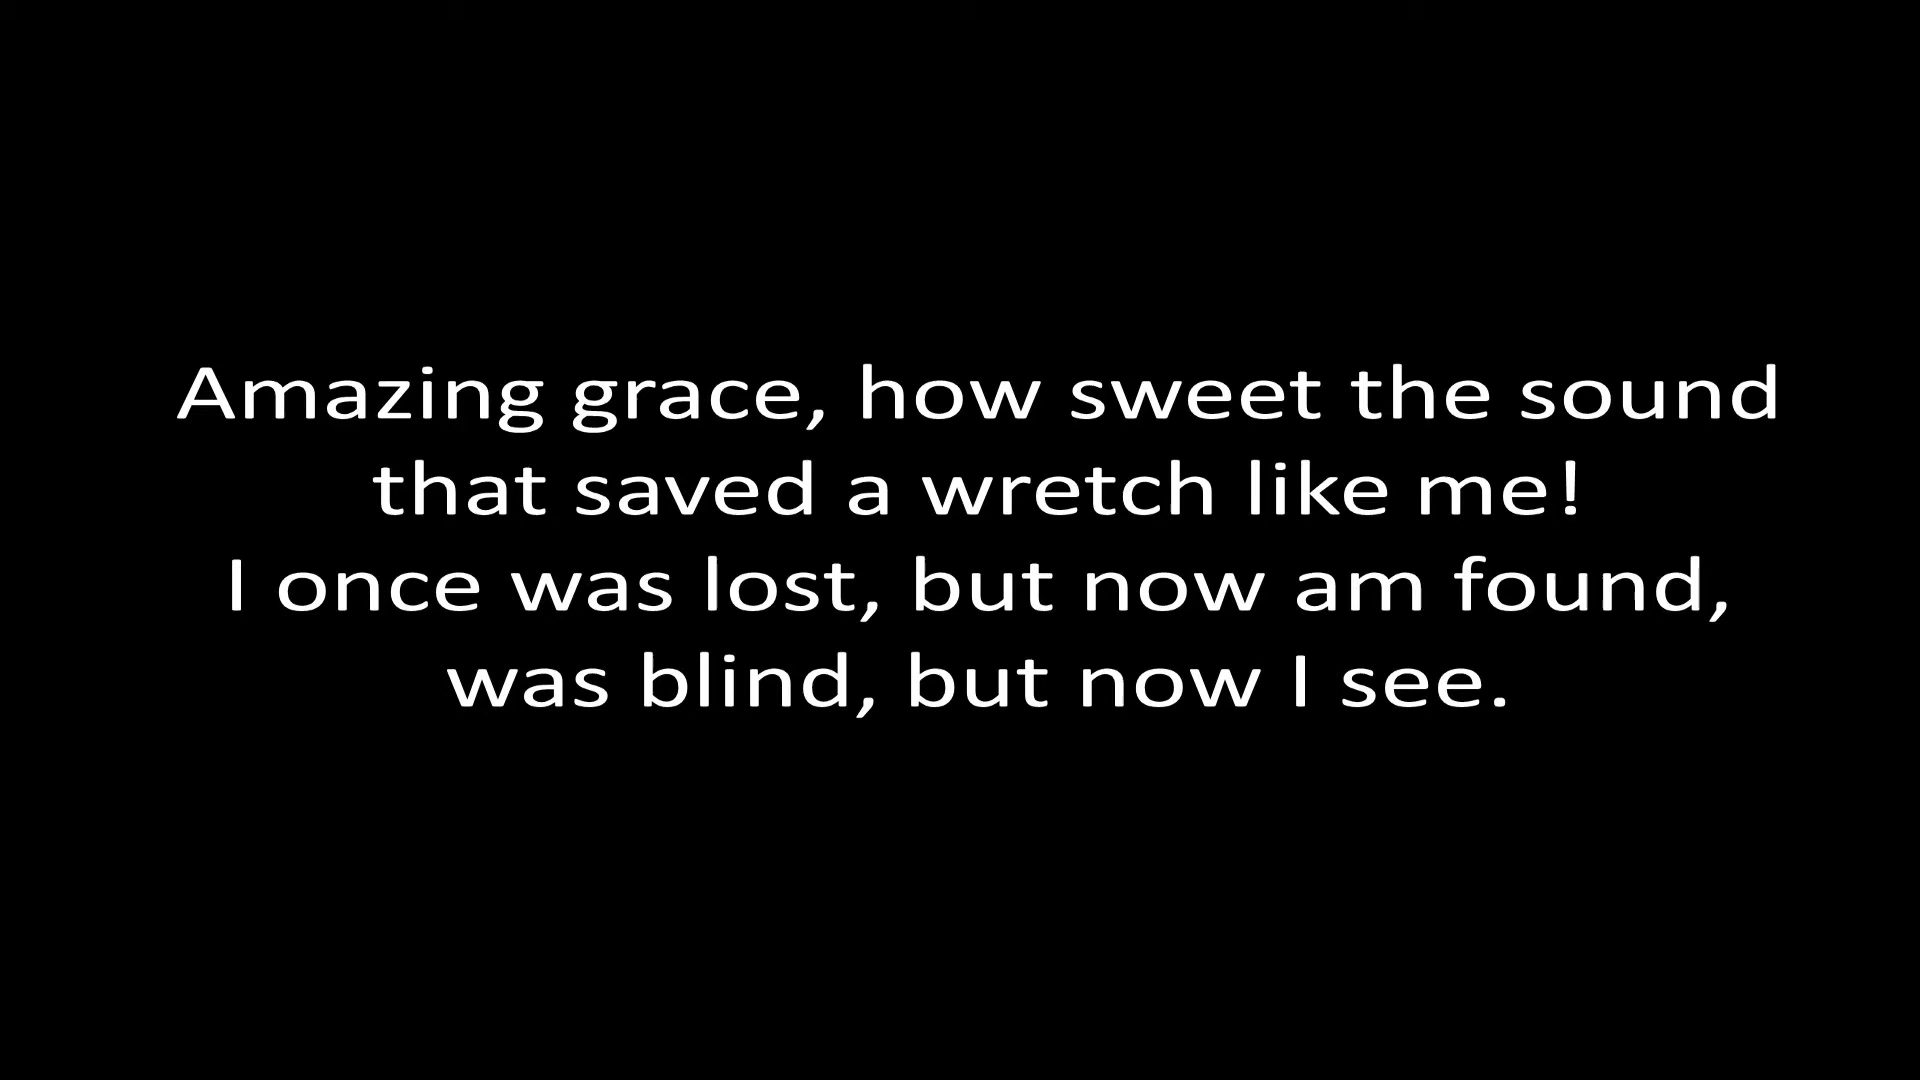 Amazing grace, how sweet the sound
that saved a wretch like me!
I once was lost, but now am found,
was blind, but now I see.